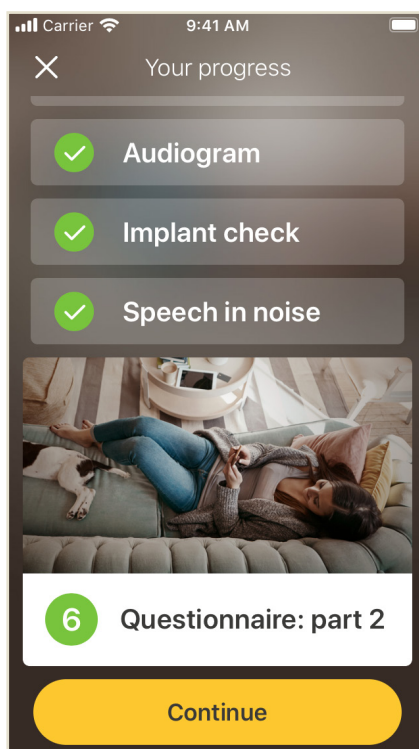 Carrier 9:41 AM
Your progress
Audiogram
Implant check
Speech in noise
6 Questionnaire: part 2
Continue